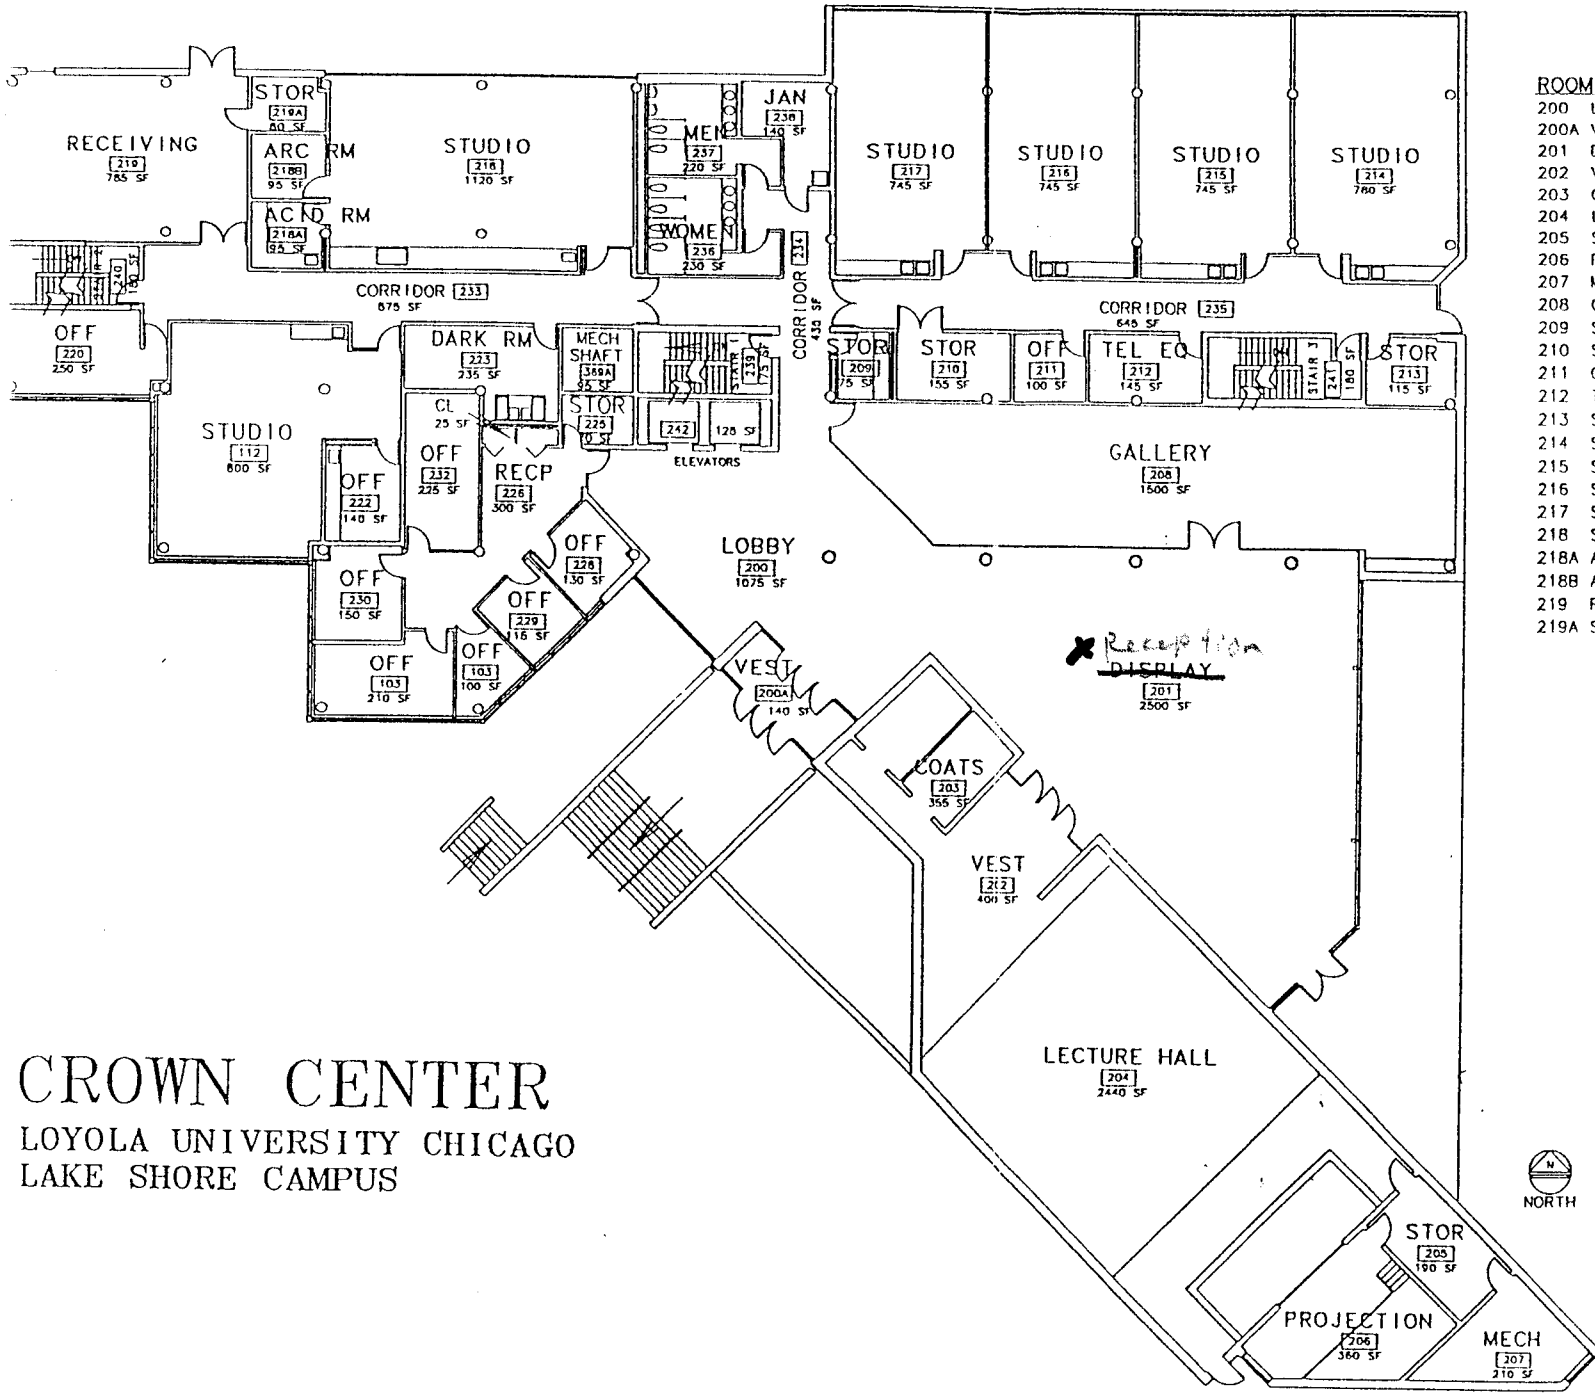 STOR
219A
80 SF
RECEIVING
219
785 SF
ARC RM
218B
95 SF
ACID RM
218A
95 SF
STUDIO
218
1120 SF
MEN
237
220 SF
JAN
238
140 SF
WOMEN
236
230 SF
STUDIO
217
745 SF
STUDIO
216
745 SF
STUDIO
215
745 SF
STUDIO
214
780 SF
ROOM
200
200A
201
202
203
204
205
206
207
208
209
210
211
212
213
214
215
216
217
218
218A A
218B A
219
219A S
240
180 SF
CORRIDOR 233
875 SF
CORRIDOR 234
435 SF
CORRIDOR 235
645 SF
OFF
220
250 SF
DARK RM
223
235 SF
MECH
SHAFT
389A
95 SF
STAIR 1
239
175 SF
STOR
209
75 SF
STOR
210
155 SF
OFF
211
100 SF
TEL EQ
212
145 SF
STAIR 3
241
180 SF
STOR
213
115 SF
STUDIO
112
800 SF
CL
25 SF
STOR
225
242
128 SF
ELEVATORS
OFF
222
140 SF
OFF
232
225 SF
RECP
226
300 SF
GALLERY
208
1500 SF
LOBBY
200
1075 SF
OFF
228
130 SF
OFF
230
150 SF
OFF
229
115 SF
OFF
103
210 SF
OFF
103
100 SF
VEST
200A
140 SF
Reception
DISPLAY
201
2500 SF
COATS
203
355 SF
VEST
202
400 SF
LECTURE HALL
204
2440 SF
CROWN CENTER
LOYOLA UNIVERSITY CHICAGO
LAKE SHORE CAMPUS
N
NORTH
STOR
205
190 SF
PROJECTION
206
360 SF
MECH
207
210 SF